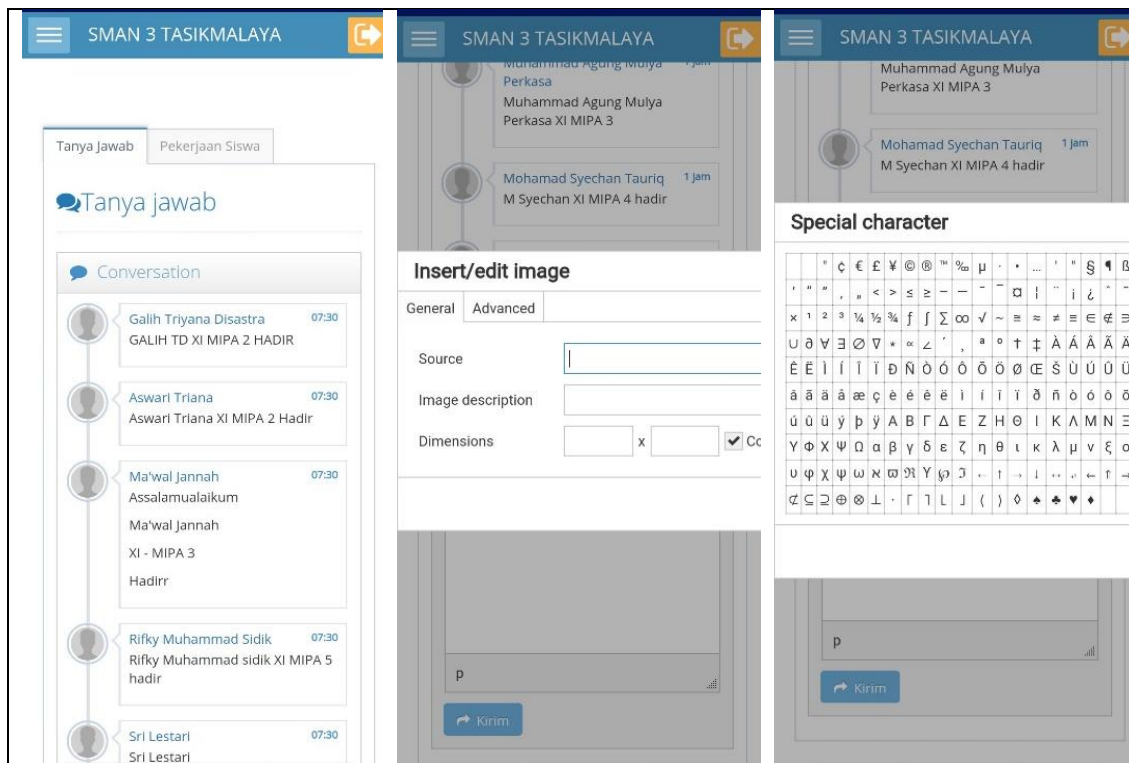 SMAN 3 TASIKMALAYA
Tanya Jawab
Pekerjaan Siswa
Tanya jawab
Conversation
Galih Triyana Disastra 07:30
GALIH TD XI MIPA 2 HADIR
Aswari Triana 07:30
Aswari Triana XI MIPA 2 Hadir
Ma'wal Jannah 07:30
Assalamualaikum
Ma'wal Jannah
XI - MIPA 3
Hadirr
Rifky Muhammad Sidik 07:30
Rifky Muhammad sidik XI MIPA 5
hadir
Sri Lestari 07:30
Sri Lestari
SMAN 3 TASIKMALAYA
Muhammad Agung Mulya 1 jam
Perkasa
Muhammad Agung Mulya
Perkasa XI MIPA 3
Mohamad Syechan Tauriq 1 jam
M Syechan XI MIPA 4 hadir
Insert/edit image
General
Advanced
Source
Image description
Dimensions x Co
p
Kirim
SMAN 3 TASIKMALAYA
Muhammad Agung Mulya
Perkasa XI MIPA 3
Mohamad Syechan Tauriq 1 jam
M Syechan XI MIPA 4 hadir
Special character
p
Kirim